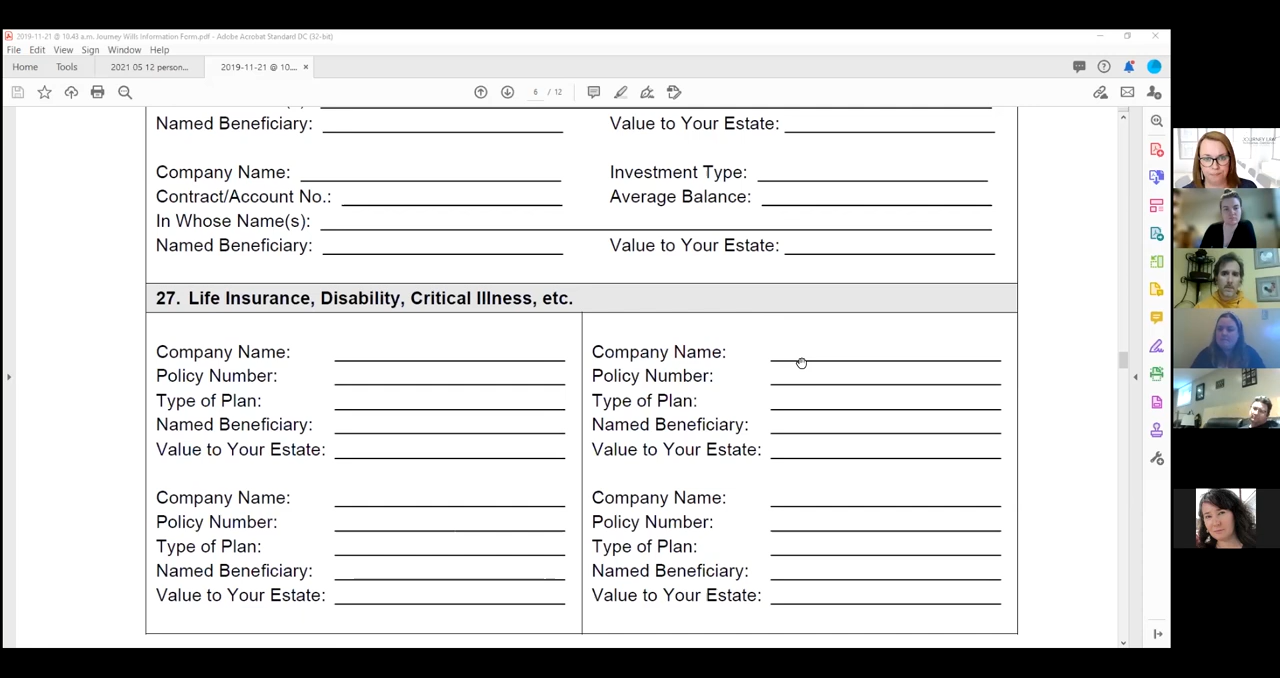 2019-11-21 @ 10.43 a.m. Journey Wills Information Form.pdf - Adobe Acrobat Standard DC (32-bit)
File Edit View Sign Window Help
Home Tools 2021 05 12 person... 2019-11-21 @ 10.... ×
6 / 12
Named Beneficiary: Value to Your Estate:
Company Name: Investment Type:
Contract/Account No.: Average Balance:
In Whose Name(s):
Named Beneficiary: Value to Your Estate:
27. Life Insurance, Disability, Critical Illness, etc.
Company Name: Company Name:
Policy Number: Policy Number:
Type of Plan: Type of Plan:
Named Beneficiary: Named Beneficiary:
Value to Your Estate: Value to Your Estate:
Company Name: Company Name:
Policy Number: Policy Number:
Type of Plan: Type of Plan:
Named Beneficiary: Named Beneficiary:
Value to Your Estate: Value to Your Estate: